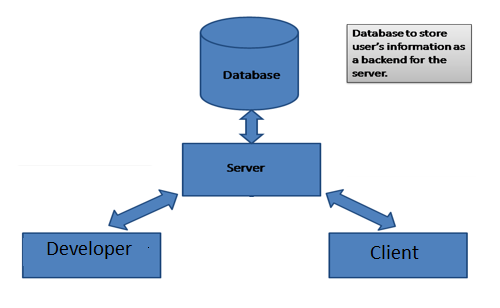 Database to store
user's information as
a backend for the
server.
Database
Server
Developer
Client